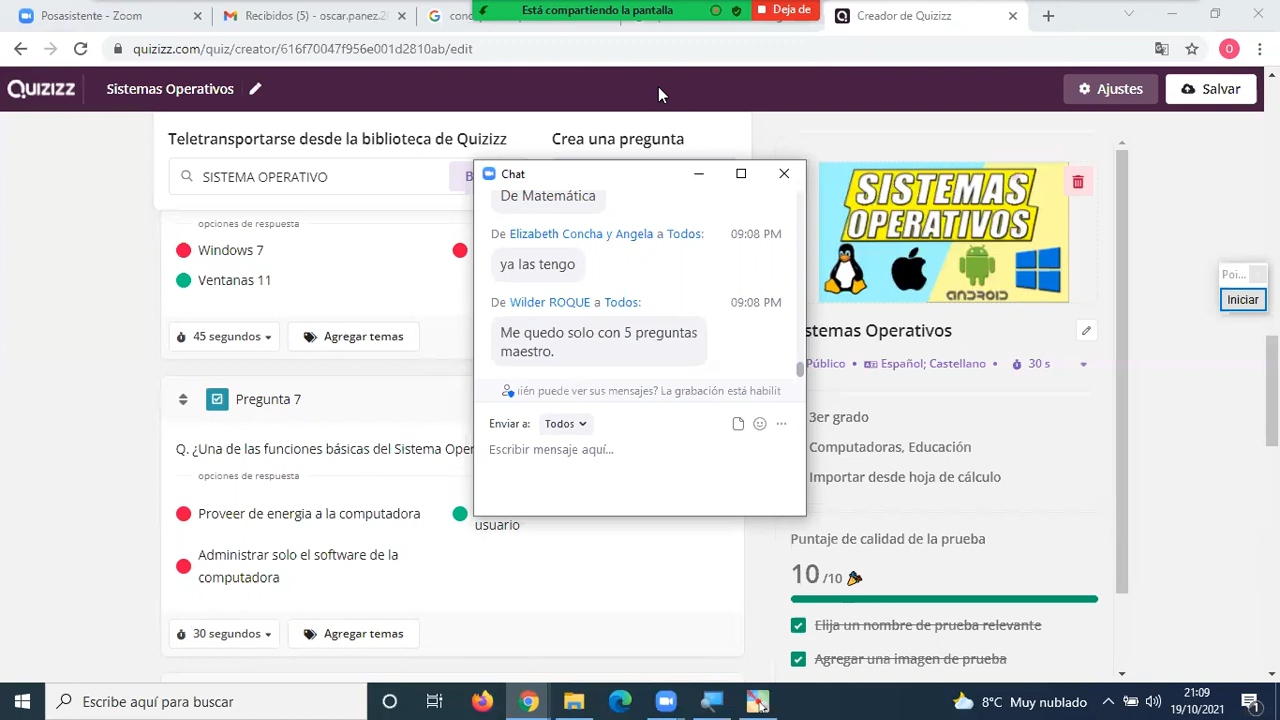 Posasistente de Zoom
Recibidos (5) - oscar.panez.2
Está compartiendo la pantalla
Deja de
Creador de Quizizz
quizizz.com/quiz/creator/616f70047f956e001d2810ab/edit
O
QUIZIZZ
Sistemas Operativos
Ajustes
Salvar
Teletransportarse desde la biblioteca de Quizizz
Crea una pregunta
SISTEMA OPERATIVO
B
opciones de respuesta
Windows 7
Ventanas 11
45 segundos
Agregar temas
Pregunta 7
Q. ¿Una de las funciones básicas del Sistema Oper
opciones de respuesta
Proveer de energia a la computadora
usuario
Administrar solo el software de la
computadora
30 segundos
Agregar temas
Chat
De Matemática
De Elizabeth Concha y Angela a Todos:
09:08 PM
ya las tengo
De Wilder ROQUE a Todos:
09:08 PM
Me quedo solo con 5 preguntas
maestro.
iién puede ver sus mensajes? La grabación está habilit
Enviar a:
Todos
Escribir mensaje aquí...
SISTEMAS
OPERATIVOS
ANDROID
stemas Operativos
Público
Español; Castellano
30 s
3er grado
Computadoras, Educación
Importar desde hoja de cálculo
Puntaje de calidad de la prueba
10 /10
Elija un nombre de prueba relevante
Agregar una imagen de prueba
Poi...
Iniciar
Escribe aquí para buscar
8°C Muy nublado
21:09
19/10/2021
1